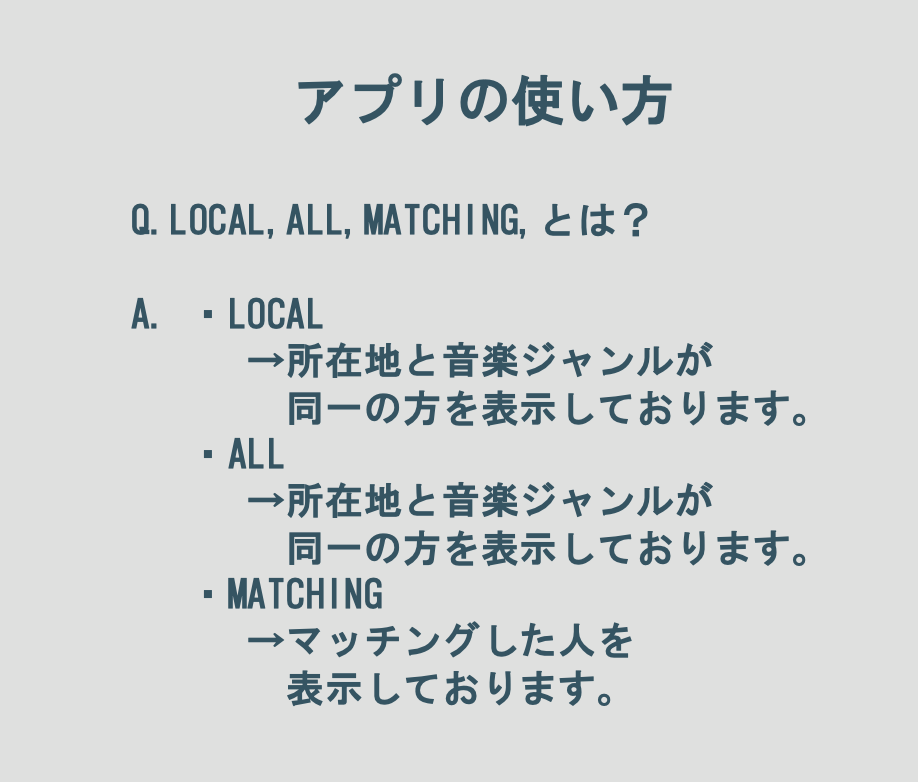 アプリの使い方
Q. LOCAL, ALL, MATCHING, とは？
A. ・LOCAL
→所在地と音楽ジャンルが
同一の方を表示しております。
・ALL
→所在地と音楽ジャンルが
同一の方を表示しております。
・MATCHING
→マッチングした人を
表示しております。